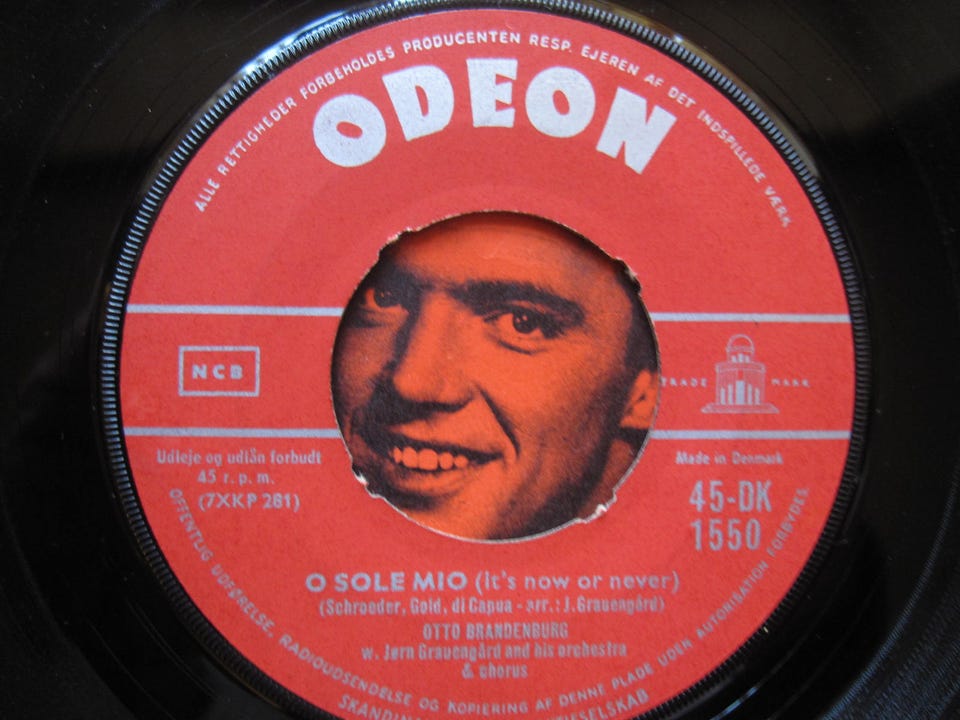 ALLE RETTIGHEDER FORBEHOLDES PRODUCENTEN RESP. EJEREN AF DET INDSPILLEDE VÆRK
ODEON
NCB
TRADE MARK
Udleje og udlån forbudt
45 r.p.m.
(7XKP 281)
Made in Denmark
45-DK
1550
O SOLE MIO (it's now or never)
(Schroeder, Gold, di Capua - arr.: J. Grauengård)
OTTO BRANDENBURG
w. Jørn Grauengård and his orchestra
& chorus
OFFENTLIG UDFØRELSE, RADIOUDSENDELSE OG KOPIERING AF DENNE PLADE UDEN AUTORISATION FORBYDES